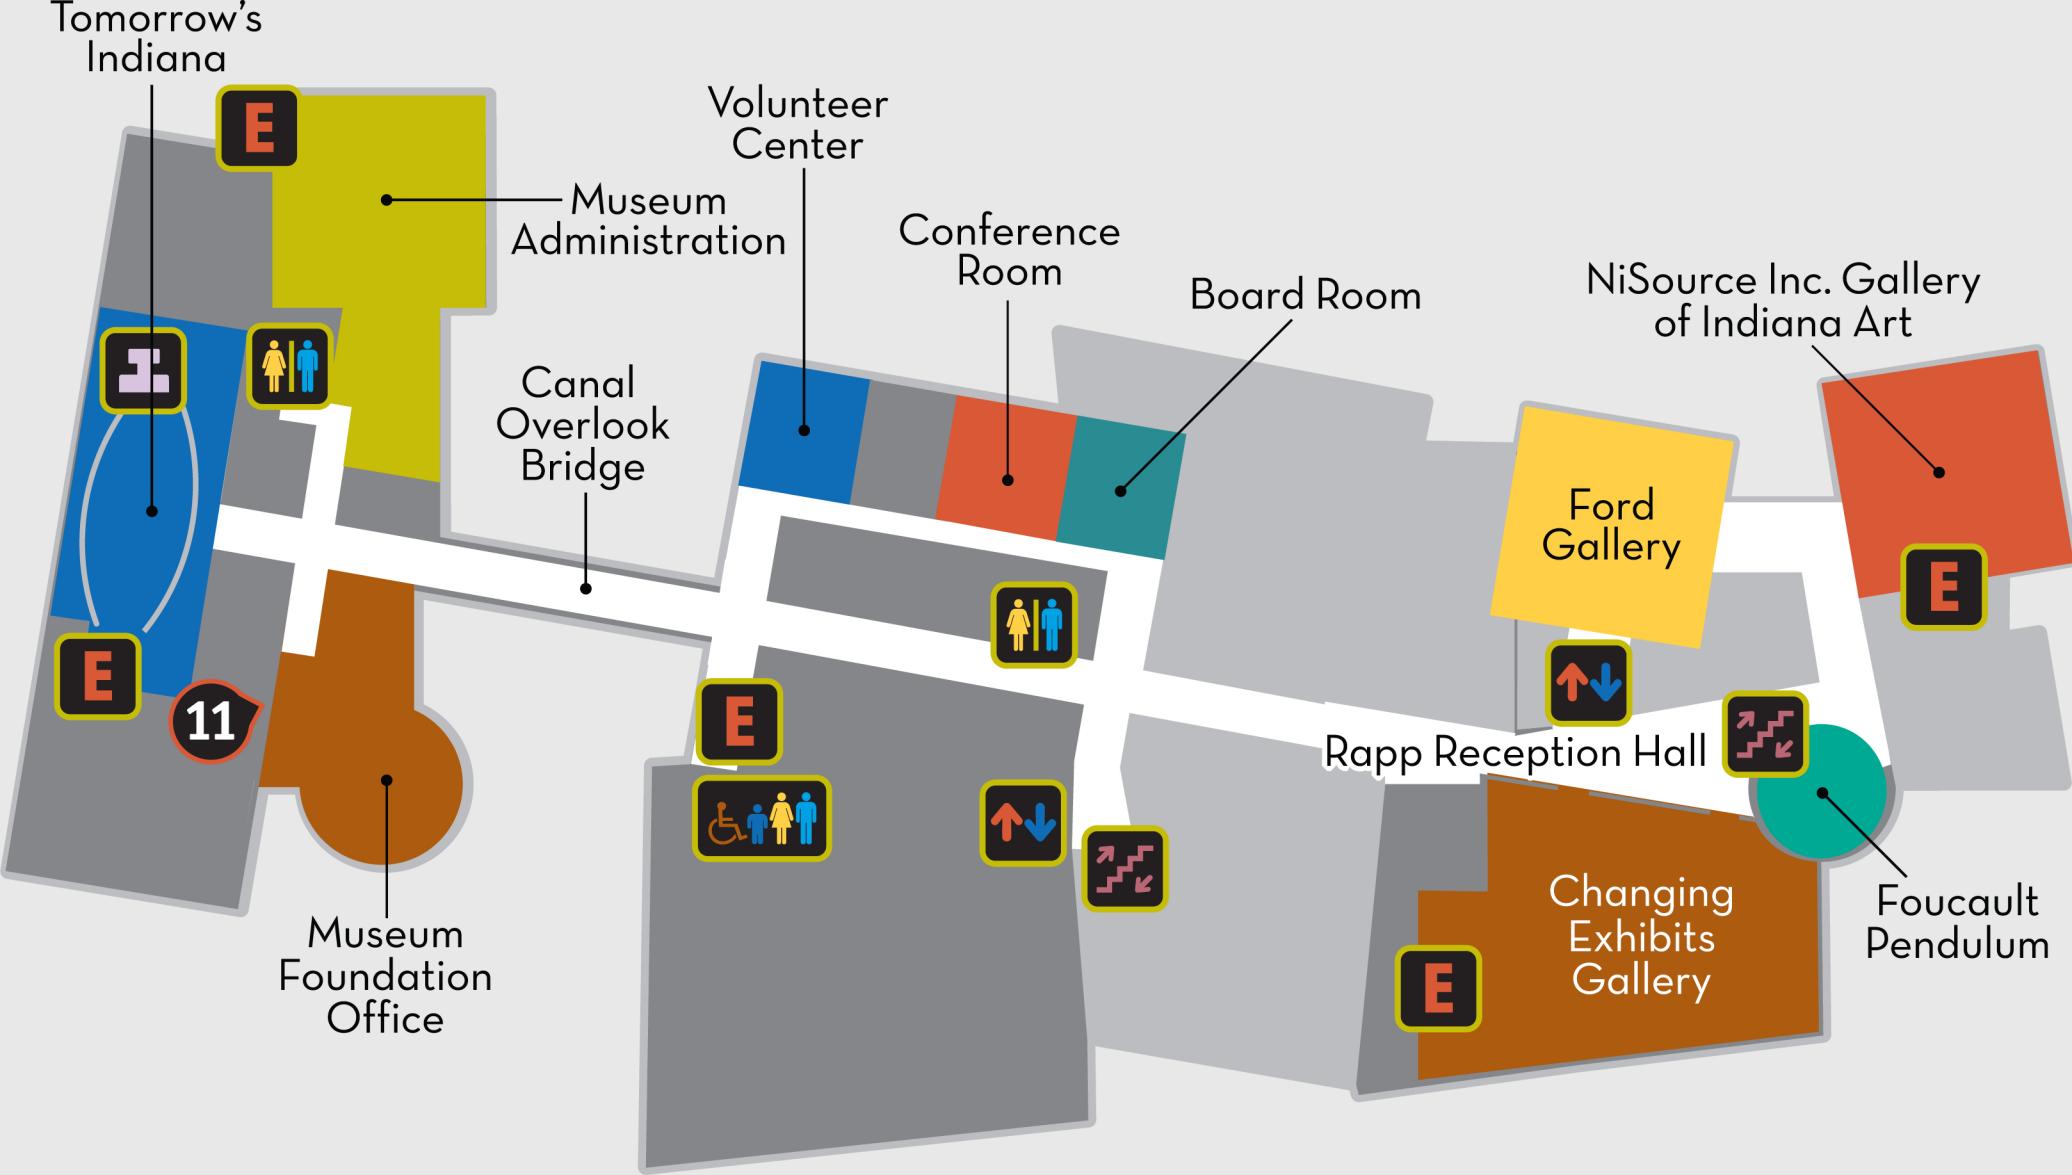 Tomorrow's
Indiana
E
Museum
Administration
Volunteer
Center
Conference
Room
Board Room
NiSource Inc. Gallery
of Indiana Art
Canal
Overlook
Bridge
Ford
Gallery
E
E
11
E
Rapp Reception Hall
Changing
Exhibits
Gallery
E
Foucault
Pendulum
Museum
Foundation
Office